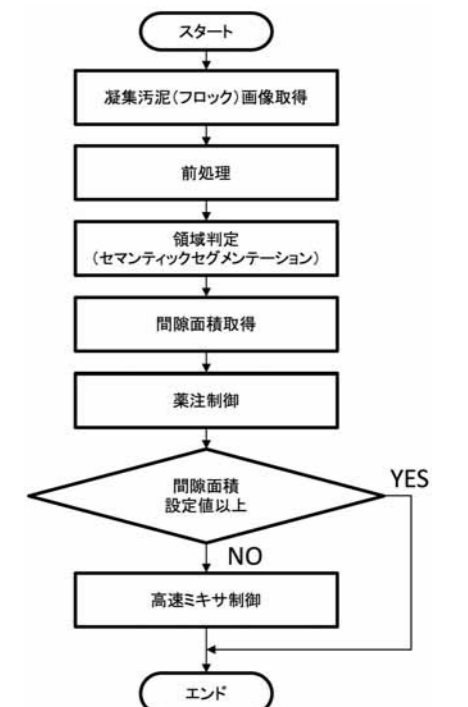 スタート
凝集汚泥(フロック)画像取得
前処理
領域判定
(セマンティックセグメンテーション)
間隙面積取得
薬注制御
間隙面積
設定値以上
YES
NO
高速ミキサ制御
エンド